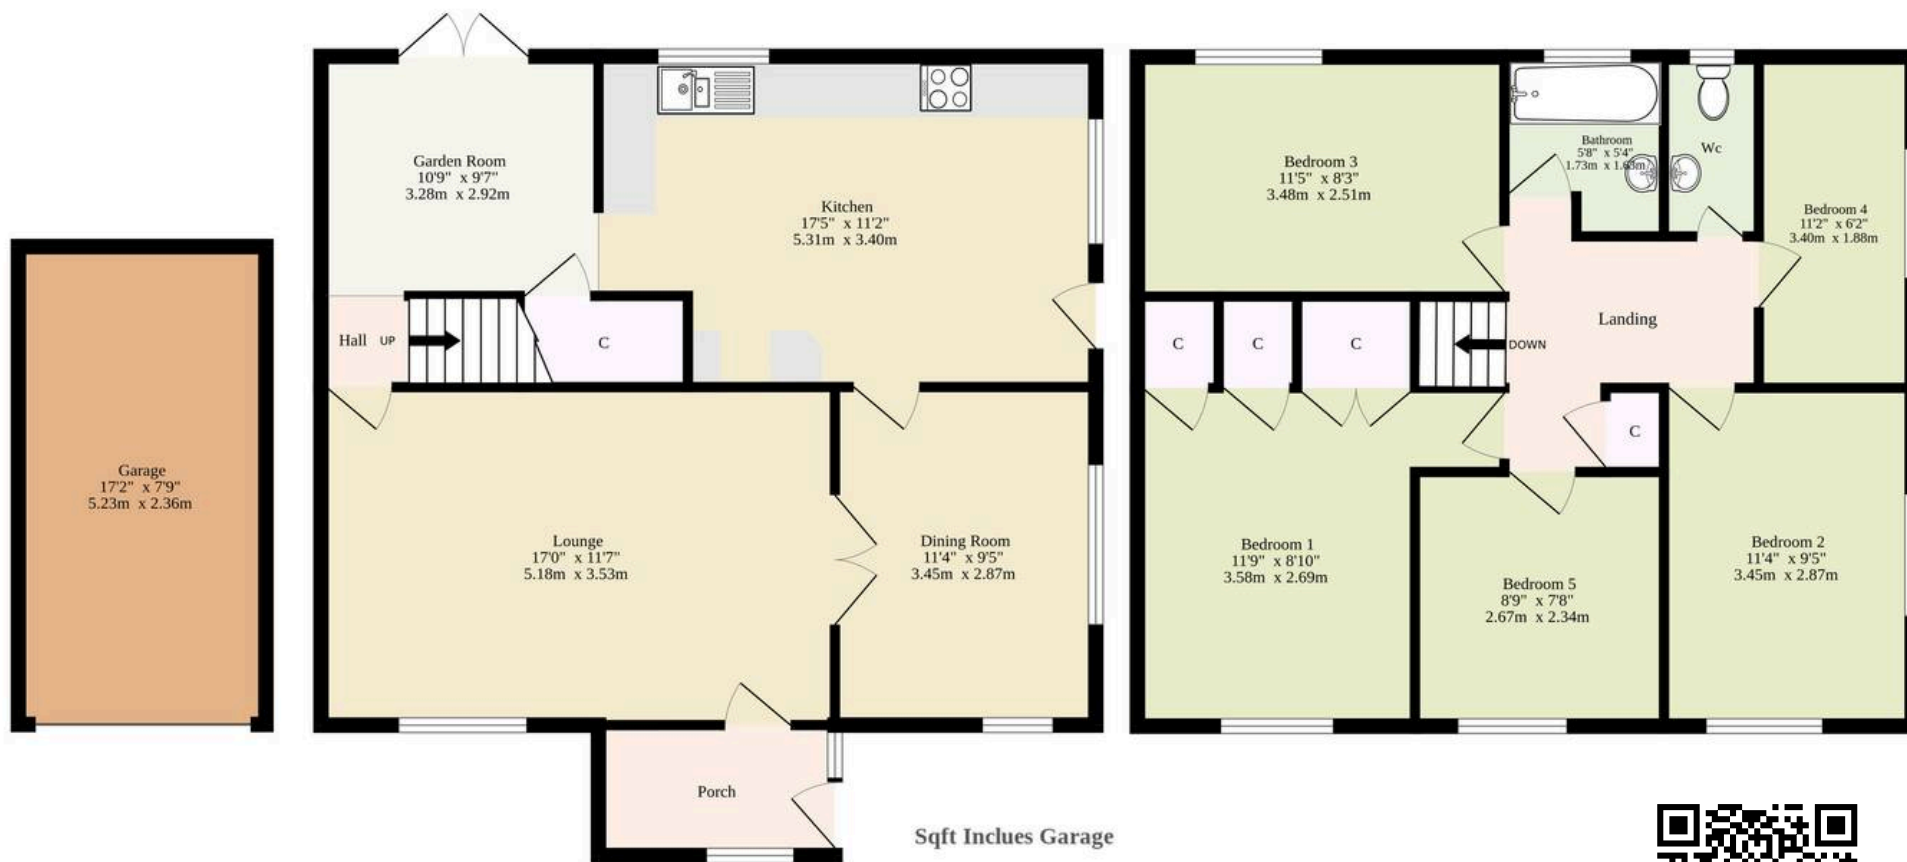 Garage
17'2" x 7'9"
5.23m x 2.36m
Garden Room
10'9" x 9'7"
3.28m x 2.92m
Kitchen
17'5" x 11'2"
5.31m x 3.40m
Hall UP
C
Lounge
17'0" x 11'7"
5.18m x 3.53m
Dining Room
11'4" x 9'5"
3.45m x 2.87m
Porch
Sqft Inclues Garage
Bedroom 3
11'5" x 8'3"
3.48m x 2.51m
Bathroom
5'8" x 5'4"
1.73m x 1.63m
Wc
Bedroom 4
11'2" x 6'2"
3.40m x 1.88m
Landing
C
C
C
DOWN
C
Bedroom 1
11'9" x 8'10"
3.58m x 2.69m
Bedroom 5
8'9" x 7'8"
2.67m x 2.34m
Bedroom 2
11'4" x 9'5"
3.45m x 2.87m